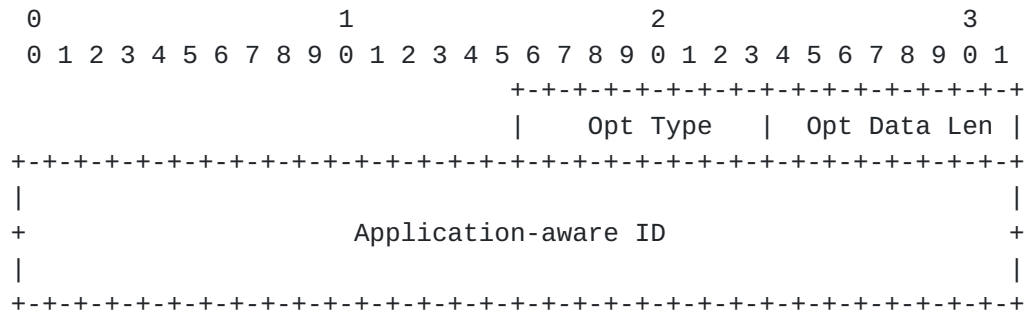 0                   1                   2                   3
0 1 2 3 4 5 6 7 8 9 0 1 2 3 4 5 6 7 8 9 0 1 2 3 4 5 6 7 8 9 0 1
                               +-+-+-+-+-+-+-+-+-+-+-+-+-+-+-+-+
                               |    Opt Type   |  Opt Data Len |
+-+-+-+-+-+-+-+-+-+-+-+-+-+-+-+-+-+-+-+-+-+-+-+-+-+-+-+-+-+-+-+-+
|                                                               |
+                     Application-aware ID                      +
|                                                               |
+-+-+-+-+-+-+-+-+-+-+-+-+-+-+-+-+-+-+-+-+-+-+-+-+-+-+-+-+-+-+-+-+